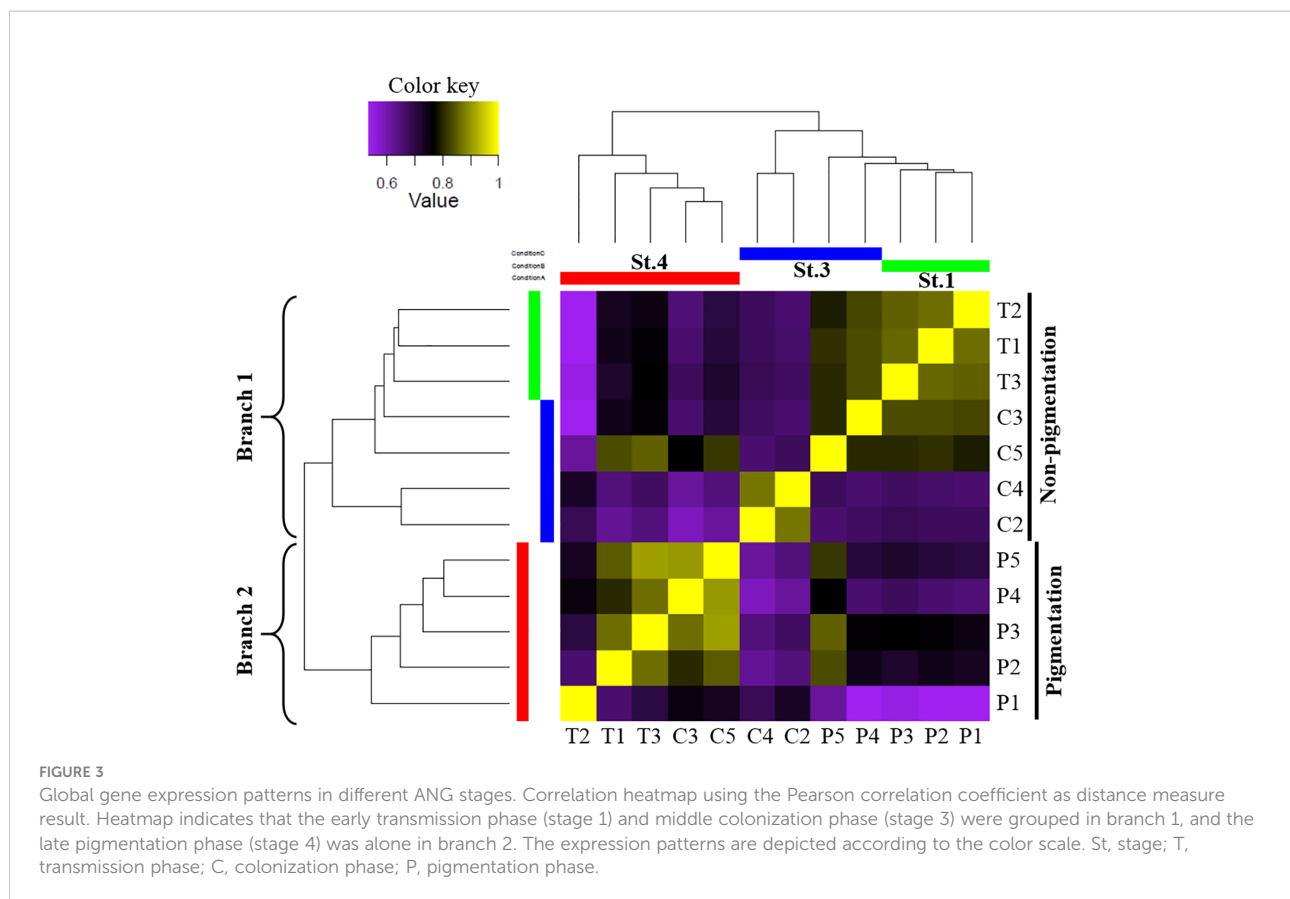 Color key
0.6 0.8 1
Value
ConditionC
ConditionB
ConditionA
St.4
St.3
St.1
Branch 1
Branch 2
T2
T1
T3
C3
C5
C4
C2
P5
P4
P3
P2
P1
Non-pigmentation
Pigmentation
T2 T1 T3 C3 C5 C4 C2 P5 P4 P3 P2 P1
FIGURE 3
Global gene expression patterns in different ANG stages. Correlation heatmap using the Pearson correlation coefficient as distance measure
result. Heatmap indicates that the early transmission phase (stage 1) and middle colonization phase (stage 3) were grouped in branch 1, and the
late pigmentation phase (stage 4) was alone in branch 2. The expression patterns are depicted according to the color scale. St, stage; T,
transmission phase; C, colonization phase; P, pigmentation phase.